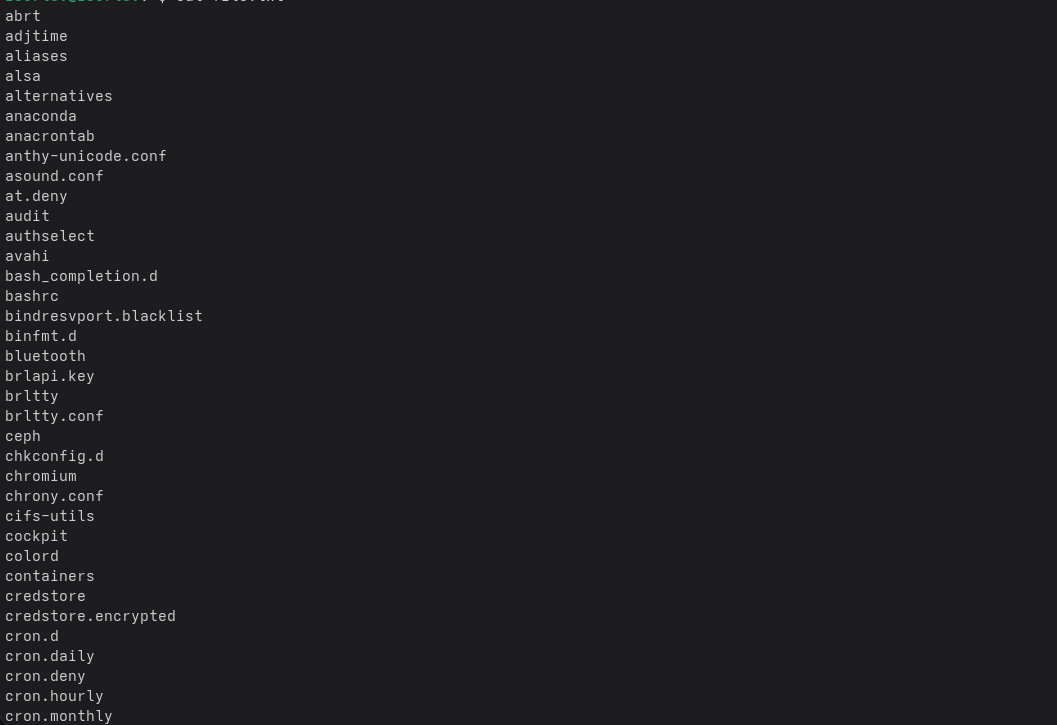 abrt
adjtime
aliases
alsa
alternatives
anaconda
anacrontab
anthy-unicode.conf
asound.conf
at.deny
audit
authselect
avahi
bash_completion.d
bashrc
bindresvport.blacklist
binfmt.d
bluetooth
brlapi.key
brltty
brltty.conf
ceph
chkconfig.d
chromium
chrony.conf
cifs-utils
cockpit
colord
containers
credstore
credstore.encrypted
cron.d
cron.daily
cron.deny
cron.hourly
cron.monthly